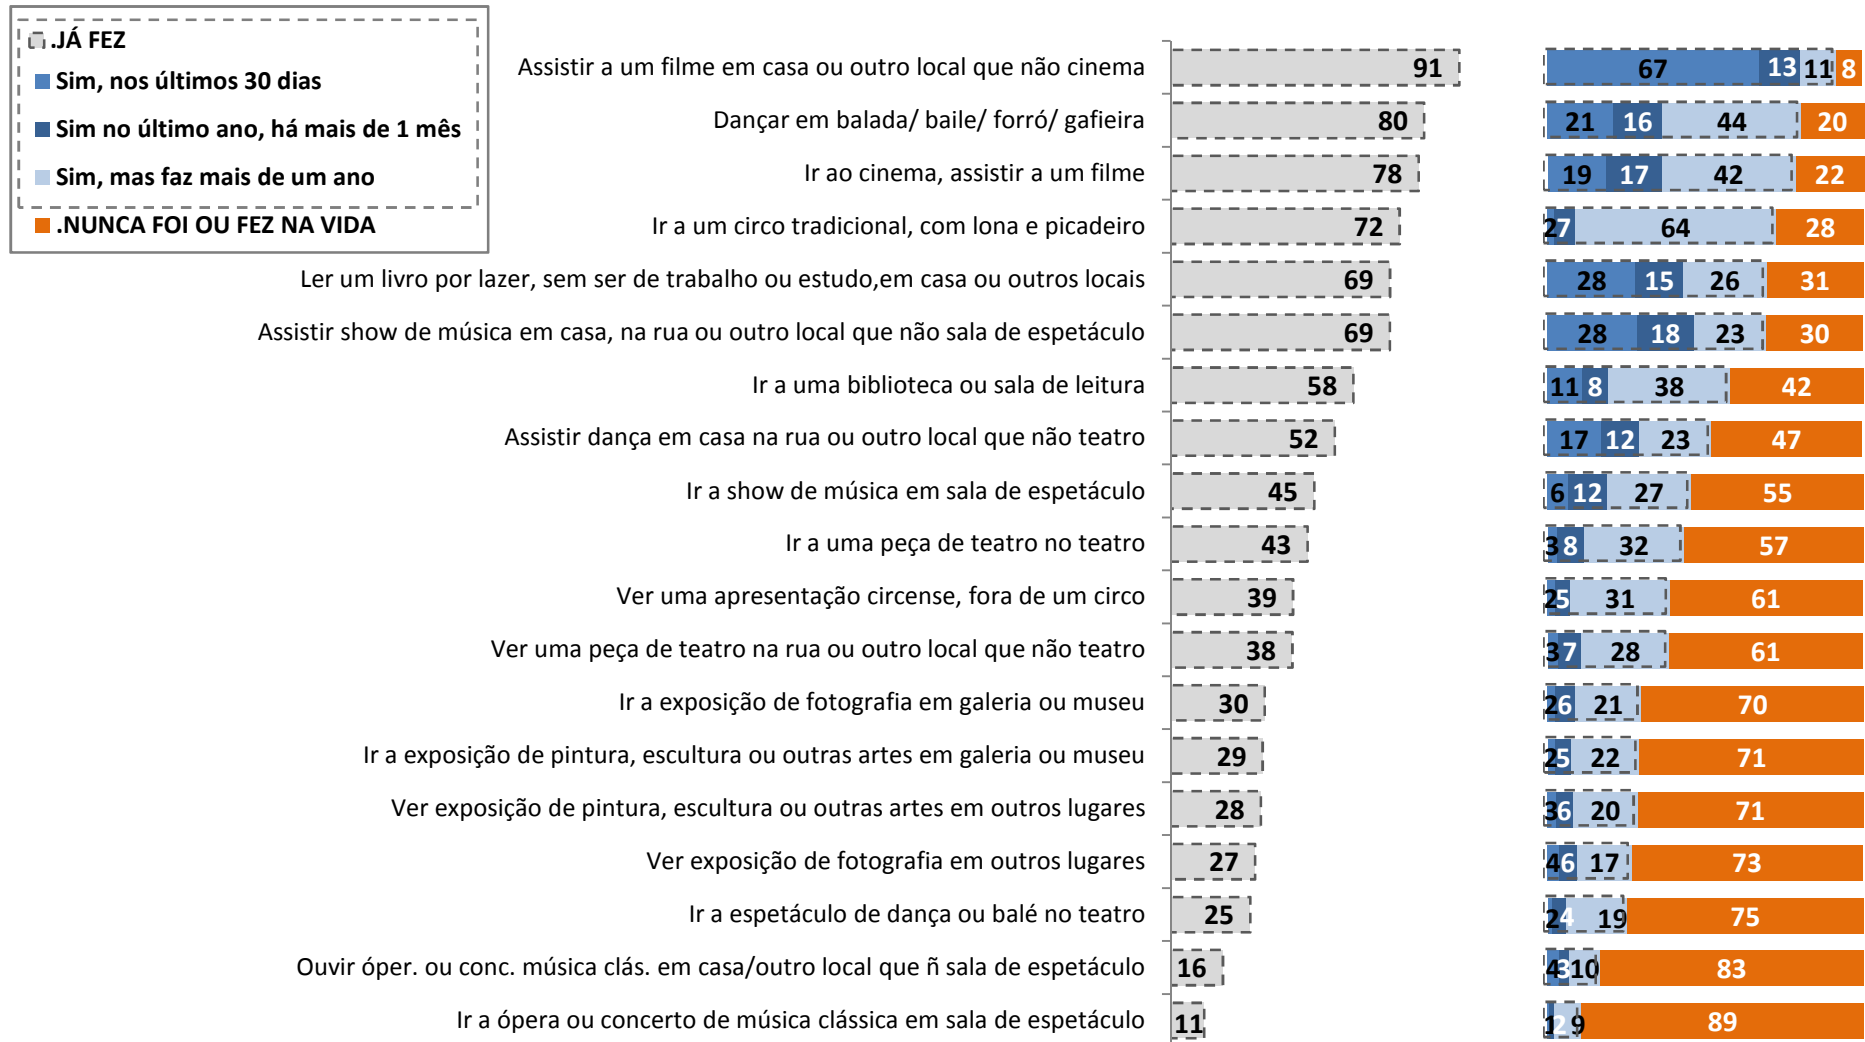 .JÁ FEZ
Sim, nos últimos 30 dias
Sim no último ano, há mais de 1 mês
Sim, mas faz mais de um ano
.NUNCA FOI OU FEZ NA VIDA
Assistir a um filme em casa ou outro local que não cinema 91 67 13 11 8
Dançar em balada/ baile/ forró/ gafieira 80 21 16 44 20
Ir ao cinema, assistir a um filme 78 19 17 42 22
Ir a um circo tradicional, com lona e picadeiro 72 2 7 64 28
Ler um livro por lazer, sem ser de trabalho ou estudo,em casa ou outros locais 69 28 15 26 31
Assistir show de música em casa, na rua ou outro local que não sala de espetáculo 69 28 18 23 30
Ir a uma biblioteca ou sala de leitura 58 11 8 38 42
Assistir dança em casa na rua ou outro local que não teatro 52 17 12 23 47
Ir a show de música em sala de espetáculo 45 6 12 27 55
Ir a uma peça de teatro no teatro 43 3 8 32 57
Ver uma apresentação circense, fora de um circo 39 2 5 31 61
Ver uma peça de teatro na rua ou outro local que não teatro 38 3 7 28 61
Ir a exposição de fotografia em galeria ou museu 30 2 6 21 70
Ir a exposição de pintura, escultura ou outras artes em galeria ou museu 29 2 5 22 71
Ver exposição de pintura, escultura ou outras artes em outros lugares 28 3 6 20 71
Ver exposição de fotografia em outros lugares 27 4 6 17 73
Ir a espetáculo de dança ou balé no teatro 25 2 4 19 75
Ouvir óper. ou conc. música clás. em casa/outro local que ñ sala de espetáculo 16 4 3 10 83
Ir a ópera ou concerto de música clássica em sala de espetáculo 11 1 2 9 89